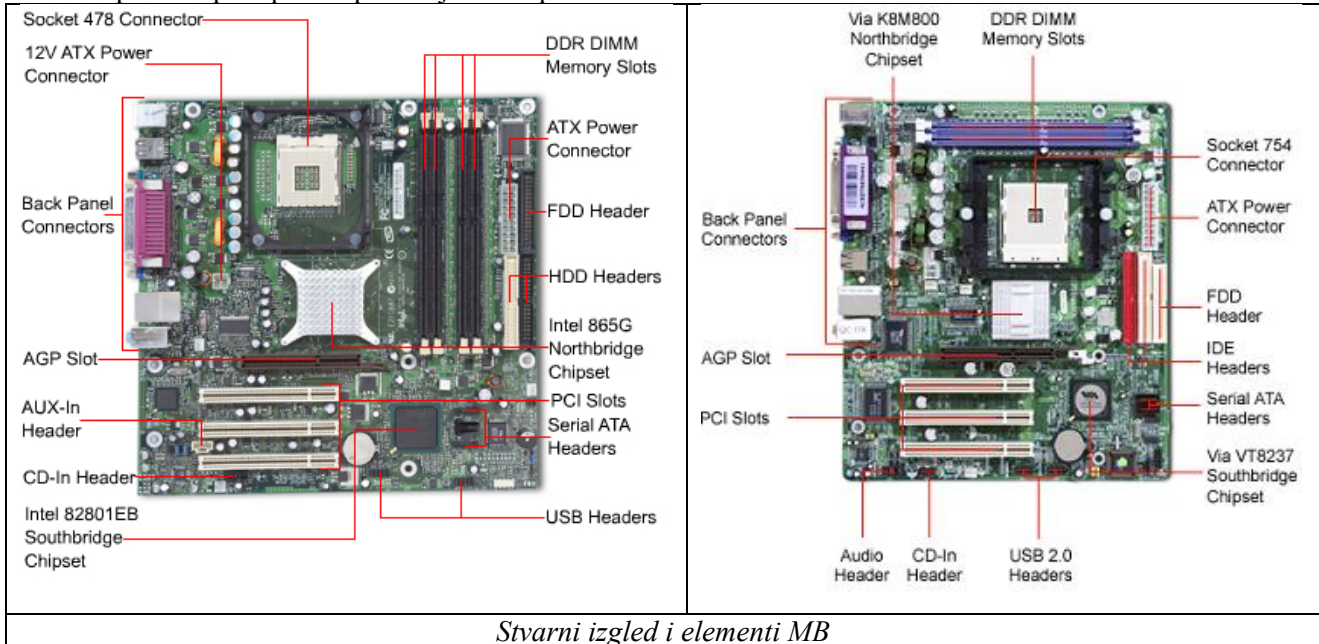 Socket 478 Connector
12V ATX Power
Connector
Back Panel
Connectors
AGP Slot
AUX-In
Header
CD-In Header
Intel 82801EB
Southbridge
Chipset
DDR DIMM
Memory Slots
ATX Power
Connector
FDD Header
HDD Headers
Intel 865G
Northbridge
Chipset
PCI Slots
Serial ATA
Headers
USB Headers
Via K8M800
Northbridge
Chipset
DDR DIMM
Memory Slots
Back Panel
Connectors
AGP Slot
PCI Slots
Socket 754
Connector
ATX Power
Connector
FDD
Header
IDE
Headers
Serial ATA
Headers
Via VT8237
Southbridge
Chipset
Audio
Header
CD-In
Header
USB 2.0
Headers
Stvarni izgled i elementi MB